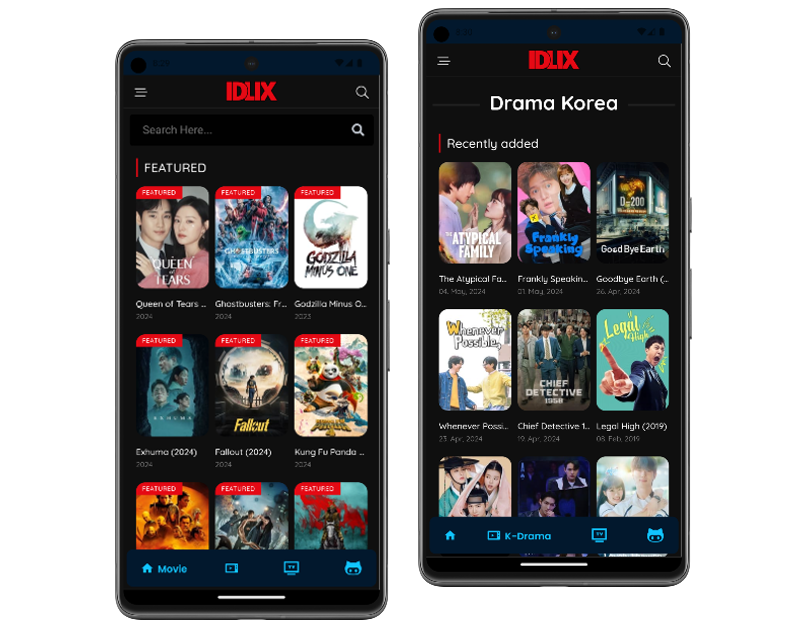 IDLIX
Search Here...
FEATURED
FEATURED
FEATURED
FEATURED
QUEEN
of
TEARS
GHOSTBUSTERS
GODZILLA
MINUS ONE
Queen of Tears ...
Ghostbusters: Fr...
Godzilla Minus O...
2024
2024
2023
FEATURED
FEATURED
FEATURED
EXHUMA
Fallout
Exhuma (2024)
Fallout (2024)
Kung Fu Panda ...
2024
2024
2024
FEATURED
FEATURED
FEATURED
Movie
TV
IDLIX
Drama Korea
Recently added
THE ATYPICAL
FAMILY
Frankly
Speaking
D-200
Goodbye Earth
The Atypical Fa...
Frankly Speakin...
Goodbye Earth (...
04. May, 2024
01. May, 2024
26. Apr, 2024
Whenever
Possible,
CHIEF
DETECTIVE
1958
Legal
High
Whenever Possi...
Chief Detective 1...
Legal High (2019)
23. Apr, 2024
19. Apr, 2024
08. Feb, 2019
K-Drama
TV